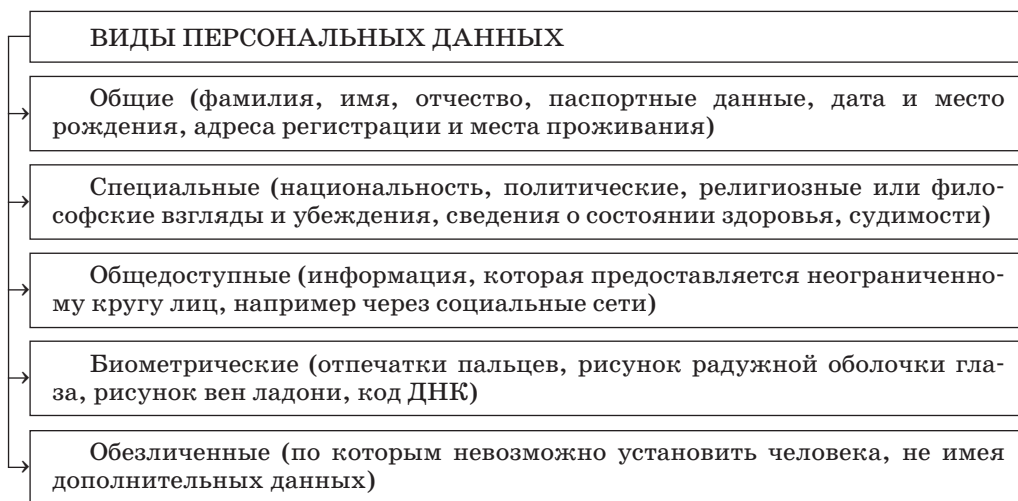 ВИДЫ ПЕРСОНАЛЬНЫХ ДАННЫХ
Общие (фамилия, имя, отчество, паспортные данные, дата и место
рождения, адреса регистрации и места проживания)
Специальные (национальность, политические, религиозные или фило-
софские взгляды и убеждения, сведения о состоянии здоровья, судимости)
Общедоступные (информация, которая предоставляется неограниченно-
му кругу лиц, например через социальные сети)
Биометрические (отпечатки пальцев, рисунок радужной оболочки гла-
за, рисунок вен ладони, код ДНК)
Обезличенные (по которым невозможно установить человека, не имея
дополнительных данных)